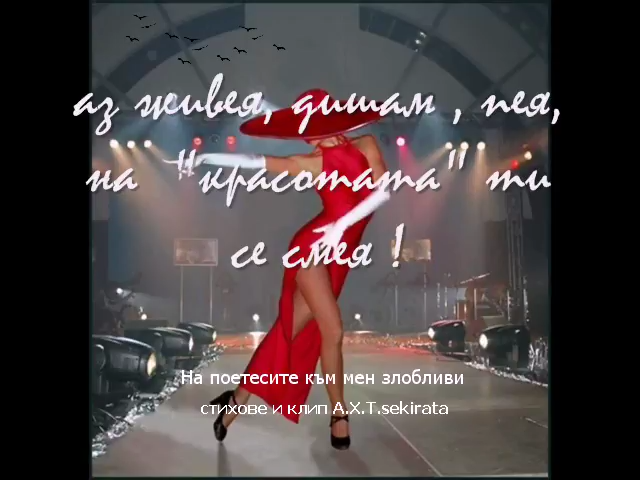 аз живея, дишам , пея,
на "красотата" ти
се смея !
На поетесите към мен злобливи
стихове и клип А.Х.Т.sekirata